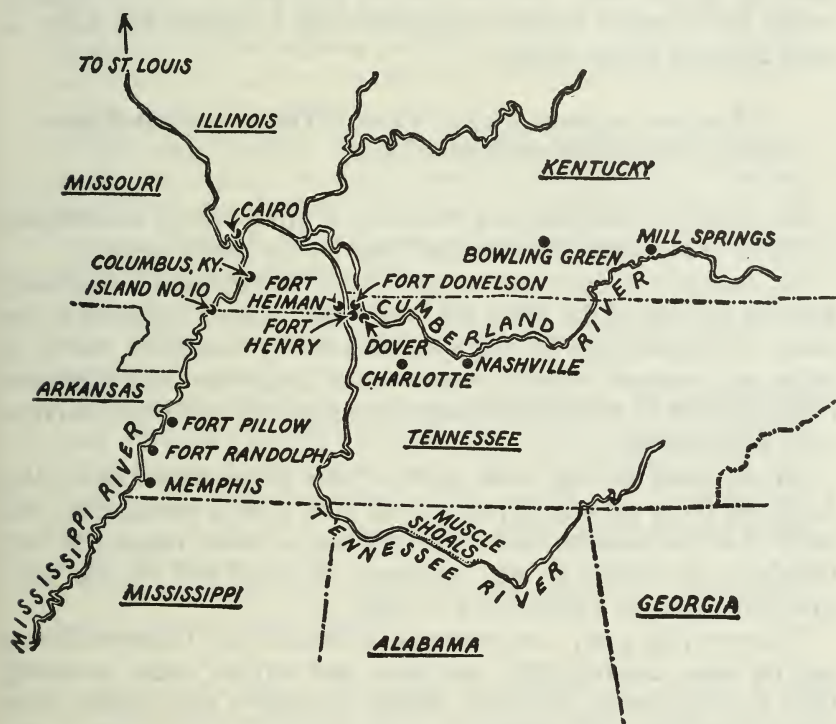 TO ST. LOUIS
ILLINOIS
MISSOURI
KENTUCKY
CAIRO
MILL SPRINGS
BOWLING GREEN
COLUMBUS, KY.
ISLAND NO. 10
FORT
HEIMAN
FORT DONELSON
FORT
HENRY
CUMBERLAND RIVER
DOVER
CHARLOTTE
NASHVILLE
ARKANSAS
FORT PILLOW
FORT RANDOLPH
MEMPHIS
TENNESSEE
MISSISSIPPI RIVER
MUSCLE
SHOALS
TENNESSEE RIVER
MISSISSIPPI
ALABAMA
GEORGIA